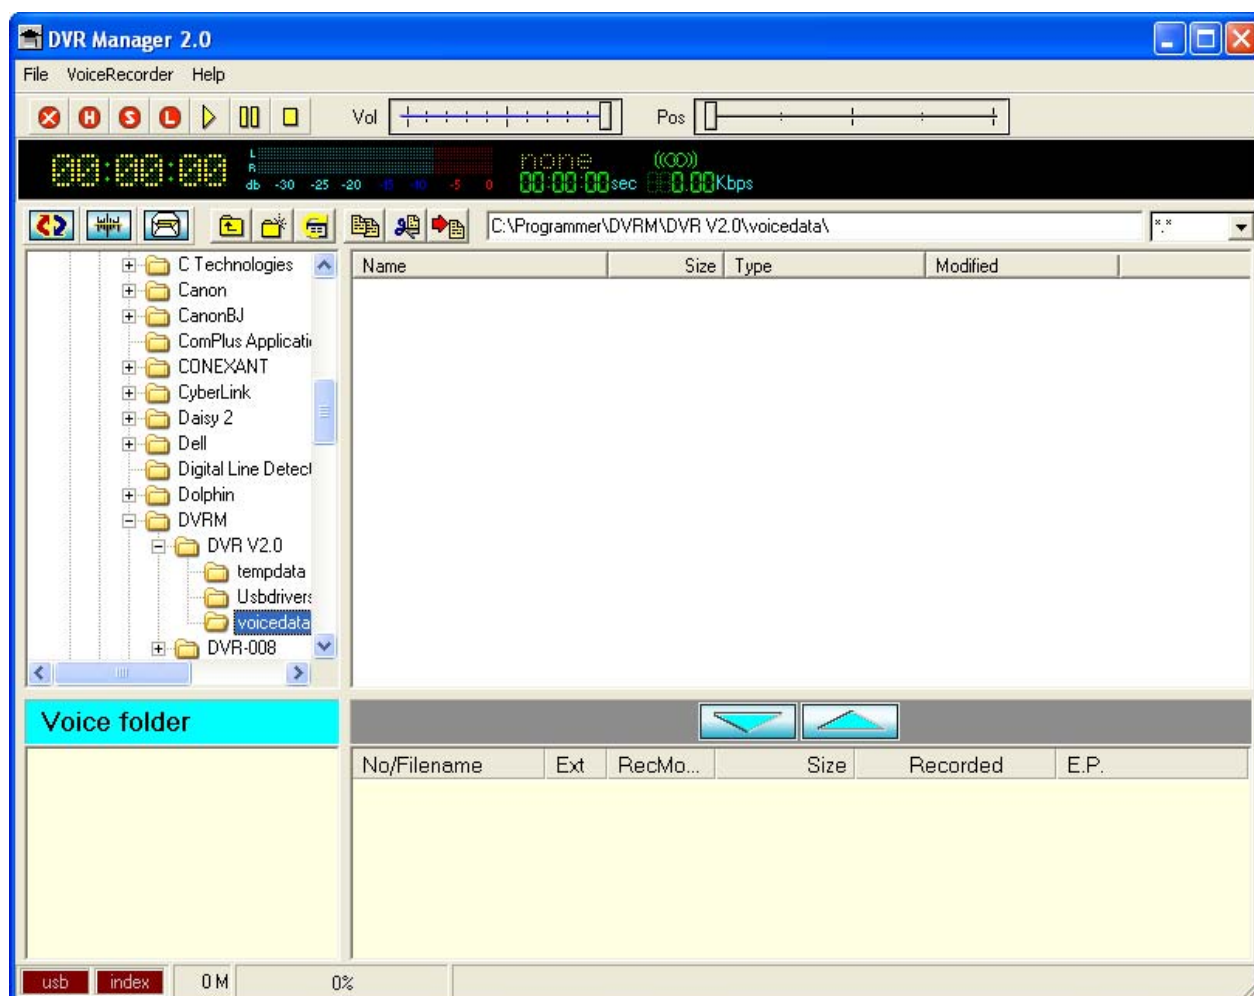 DVR Manager 2.0
File VoiceRecorder Help
X H S L Vol Pos
00:00:00 L R db -30 -25 -20 -15 -10 -5 0 none 00:00:00sec 0.00Kbps
C:\Programmer\DVRM\DVR V2.0\voicedata\ *.*
C Technologies
Canon
CanonBJ
ComPlus Applicati
CONEXANT
CyberLink
Daisy 2
Dell
Digital Line Detect
Dolphin
DVRM
DVR V2.0
tempdata
Usbdrivers
voicedata
DVR-008
Name Size Type Modified
Voice folder
No/Filename Ext RecMo... Size Recorded E.P.
usb index 0 M 0%